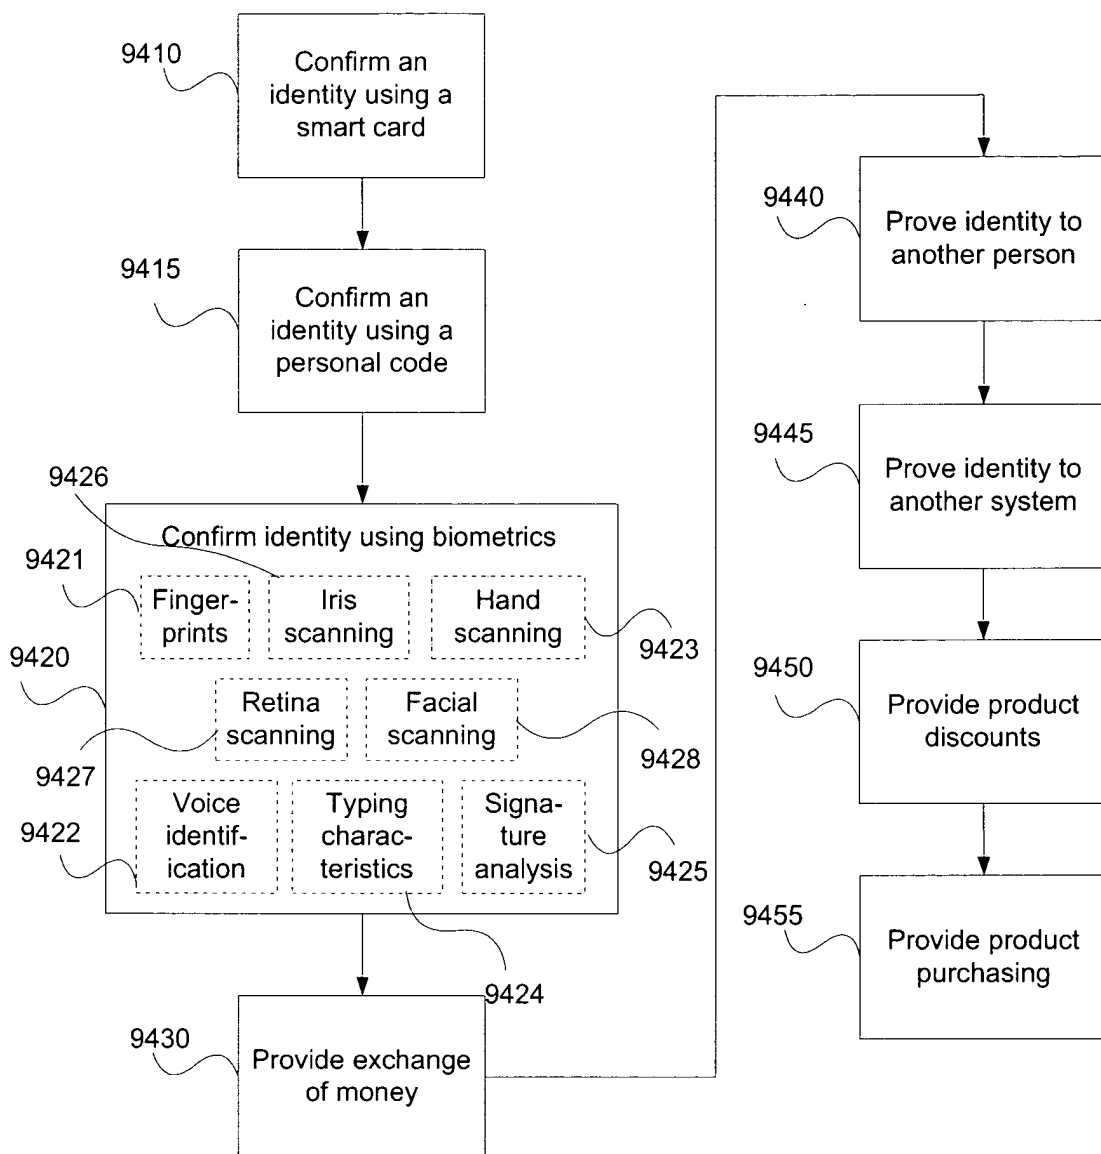 9410
Confirm an
identity using a
smart card
9415
Confirm an
identity using a
personal code
9426
Confirm identity using biometrics
9421
Finger-
prints
Iris
scanning
Hand
scanning
9423
9420
Retina
scanning
Facial
scanning
9427
9428
Voice
identif-
ication
Typing
charac-
teristics
Signa-
ture
analysis
9422
9425
9424
9430
Provide exchange
of money
9440
Prove identity to
another person
9445
Prove identity to
another system
9450
Provide product
discounts
9455
Provide product
purchasing